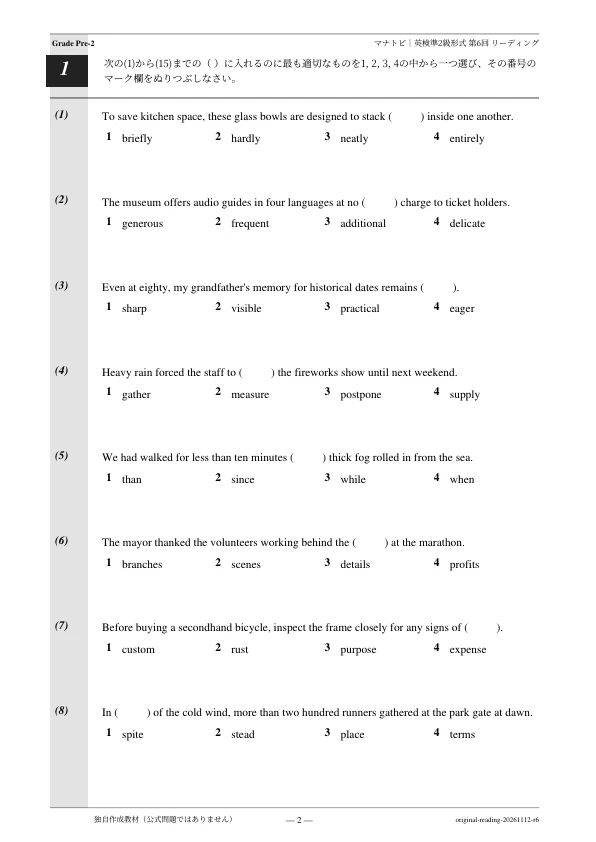 Grade Pre-2 マナトビ｜英検準2級形式 第6回 リーディング
1 次の(1)から(15)までの（ ）に入れるのに最も適切なものを1, 2, 3, 4の中から一つ選び、その番号の
マーク欄をぬりつぶしなさい。
(1) To save kitchen space, these glass bowls are designed to stack ( ) inside one another.
1 briefly 2 hardly 3 neatly 4 entirely
(2) The museum offers audio guides in four languages at no ( ) charge to ticket holders.
1 generous 2 frequent 3 additional 4 delicate
(3) Even at eighty, my grandfather's memory for historical dates remains ( ).
1 sharp 2 visible 3 practical 4 eager
(4) Heavy rain forced the staff to ( ) the fireworks show until next weekend.
1 gather 2 measure 3 postpone 4 supply
(5) We had walked for less than ten minutes ( ) thick fog rolled in from the sea.
1 than 2 since 3 while 4 when
(6) The mayor thanked the volunteers working behind the ( ) at the marathon.
1 branches 2 scenes 3 details 4 profits
(7) Before buying a secondhand bicycle, inspect the frame closely for any signs of ( ).
1 custom 2 rust 3 purpose 4 expense
(8) In ( ) of the cold wind, more than two hundred runners gathered at the park gate at dawn.
1 spite 2 stead 3 place 4 terms
独自作成教材（公式問題ではありません） — 2 — original-reading-20261112-r6